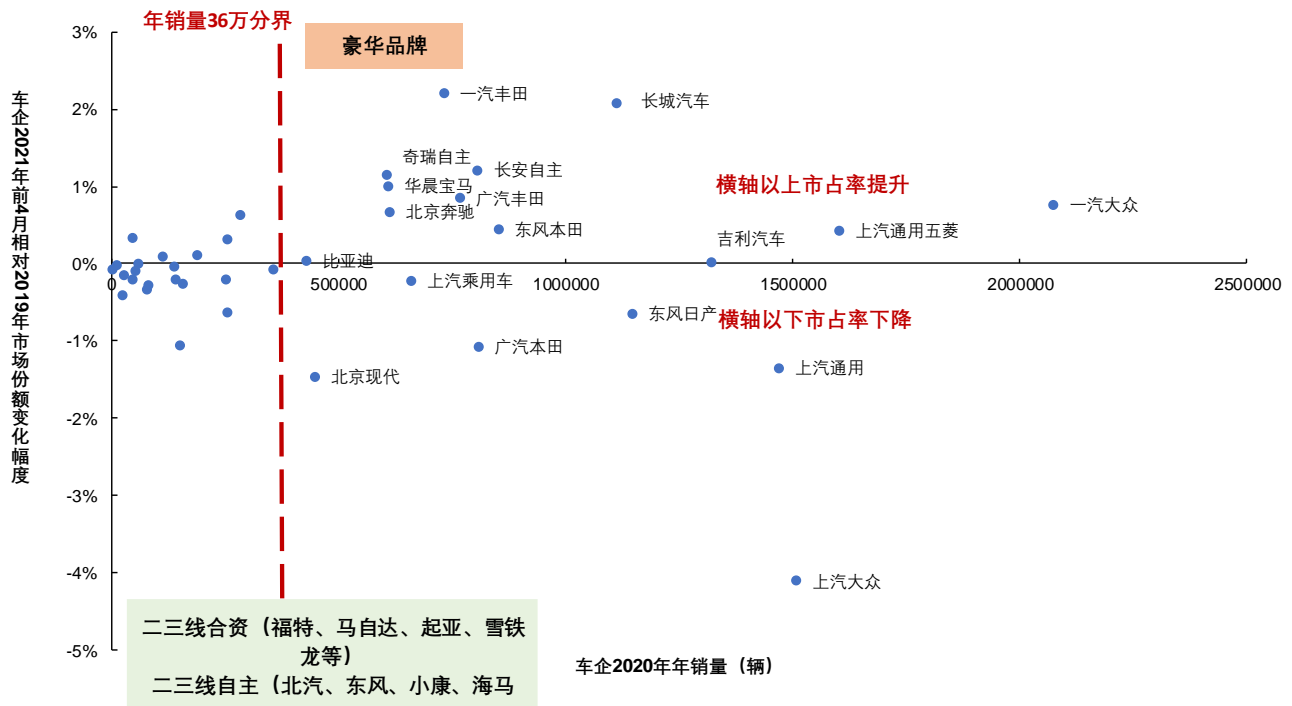 年销量36万分界
豪华品牌
车企2021年前4月相对2019年市场份额变化幅度
3%
2%
1%
0%
-1%
-2%
-3%
-4%
-5%
一汽丰田
长城汽车
奇瑞自主
长安自主
华晨宝马
广汽丰田
北京奔驰
东风本田
横轴以上市占率提升
一汽大众
上汽通用五菱
吉利汽车
比亚迪
0
500000
1000000
1500000
2000000
2500000
上汽乘用车
东风日产
横轴以下市占率下降
广汽本田
上汽通用
北京现代
上汽大众
二三线合资（福特、马自达、起亚、雪铁
龙等）
二三线自主（北汽、东风、小康、海马
车企2020年年销量（辆）